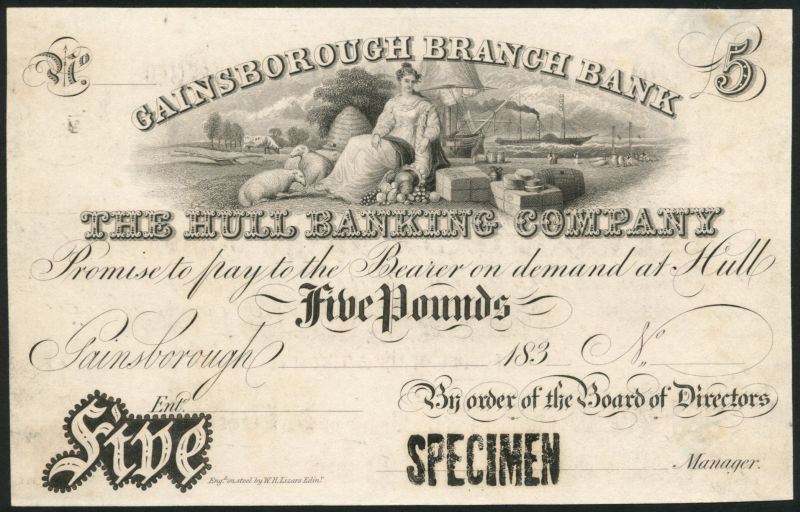 No.
GAINSBOROUGH BRANCH BANK
£5
THE HULL BANKING COMPANY
Promise to pay to the Bearer on demand at Hull
Five Pounds
Gainsborough 183 No.
Entd.
By order of the Board of Directors
Five
SPECIMEN
Manager.
Engd. on steel by W.H. Lizars Edinr.